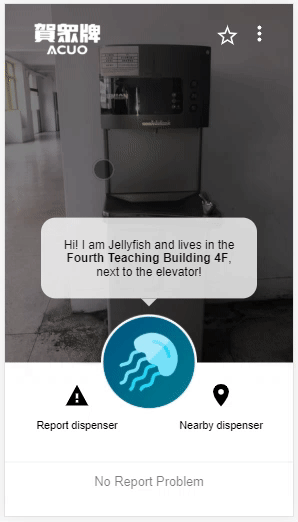 賀眾牌
ACUO
Hi! I am Jellyfish and lives in the
Fourth Teaching Building 4F,
next to the elevator!
Report dispenser
Nearby dispenser
No Report Problem